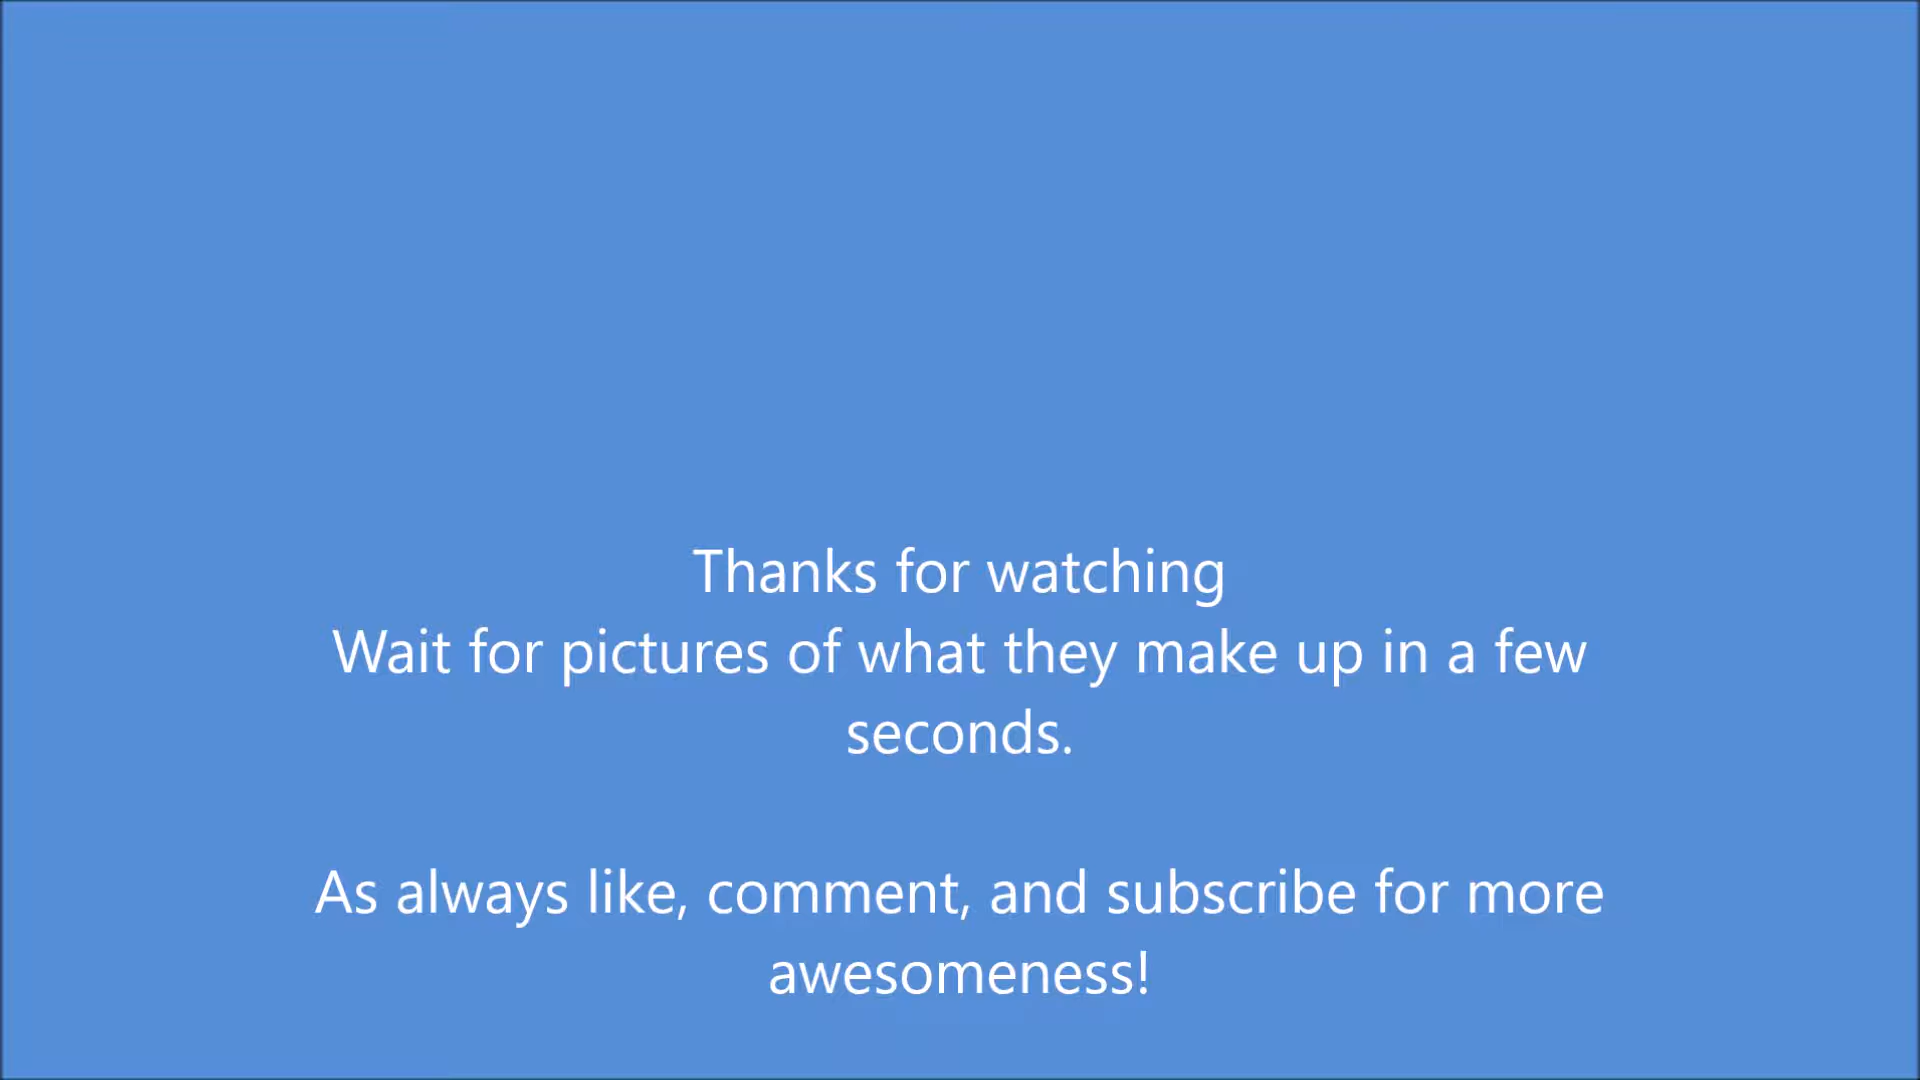 Thanks for watching
Wait for pictures of what they make up in a few
seconds.
As always like, comment, and subscribe for more
awesomeness!